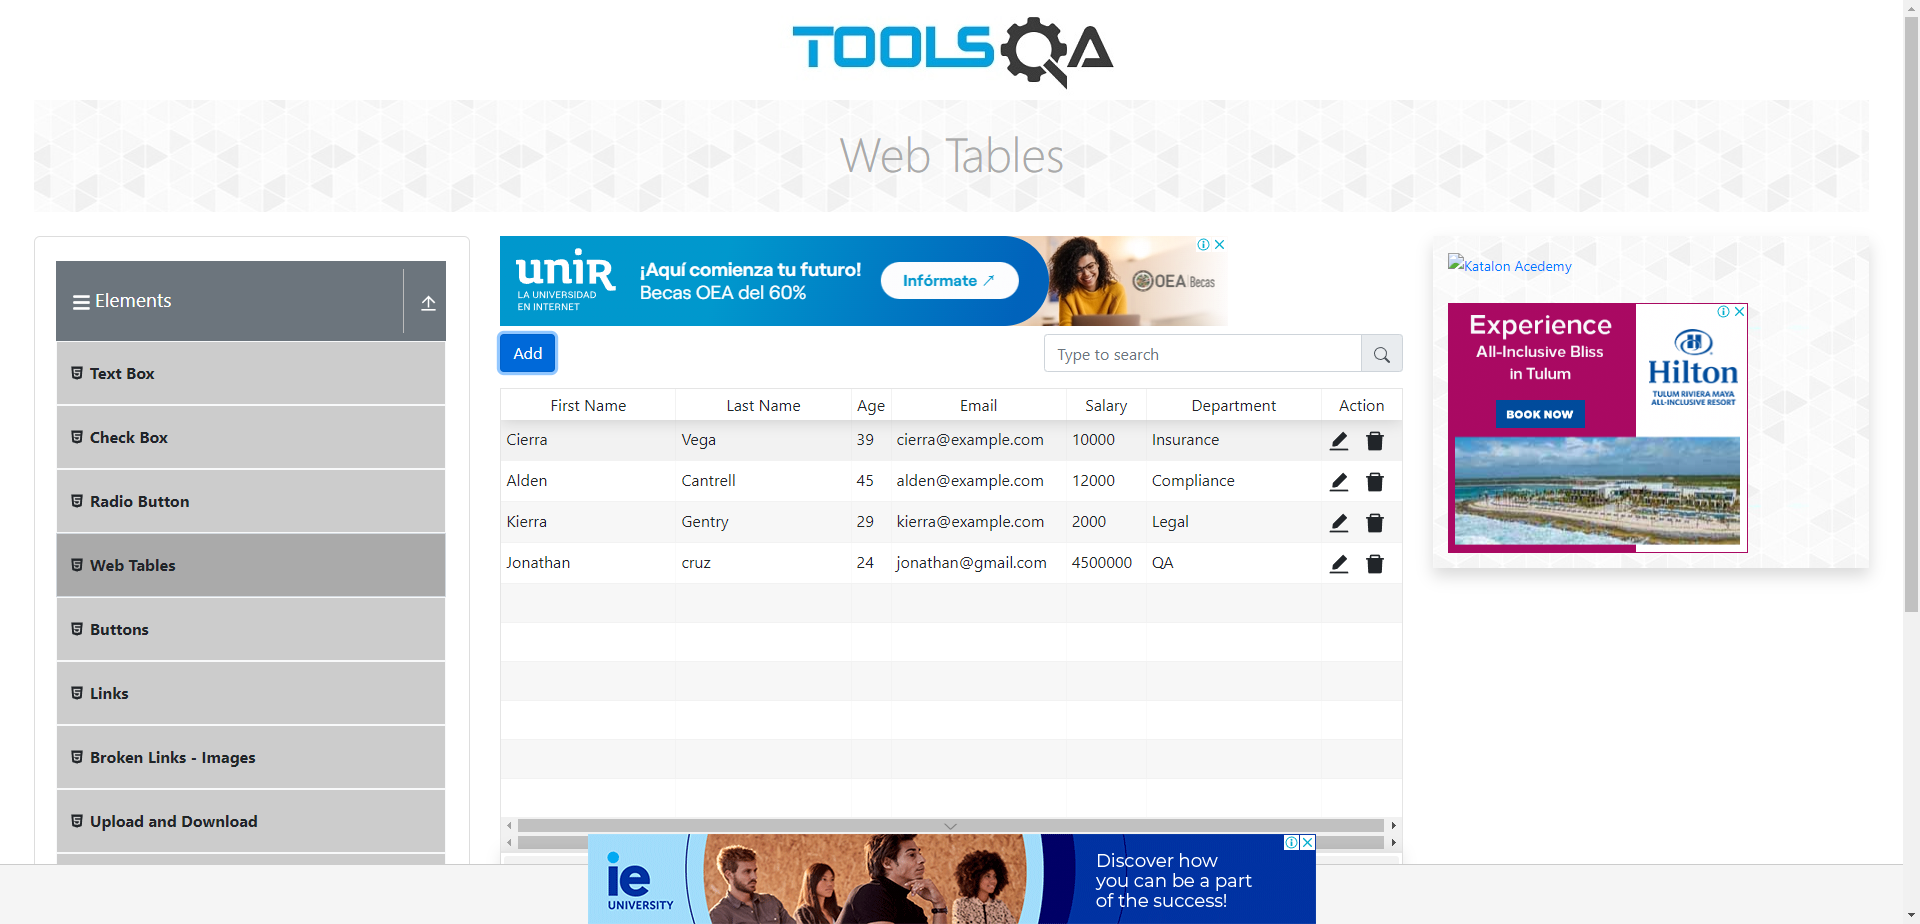 TOOLSQA
Web Tables
Elements
Text Box
Check Box
Radio Button
Web Tables
Buttons
Links
Broken Links - Images
Upload and Download
unir
LA UNIVERSIDAD
EN INTERNET
¡Aquí comienza tu futuro!
Becas OEA del 60%
Infórmate
OEA Becas
Add
Type to search
First Name Last Name Age Email Salary Department Action
Cierra Vega 39 cierra@example.com 10000 Insurance
Alden Cantrell 45 alden@example.com 12000 Compliance
Kierra Gentry 29 kierra@example.com 2000 Legal
Jonathan cruz 24 jonathan@gmail.com 4500000 QA
Katalon Acedemy
Experience
All-Inclusive Bliss
in Tulum
BOOK NOW
Hilton
TULUM RIVIERA MAYA
ALL-INCLUSIVE RESORT
ie
UNIVERSITY
Discover how
you can be a part
of the success!